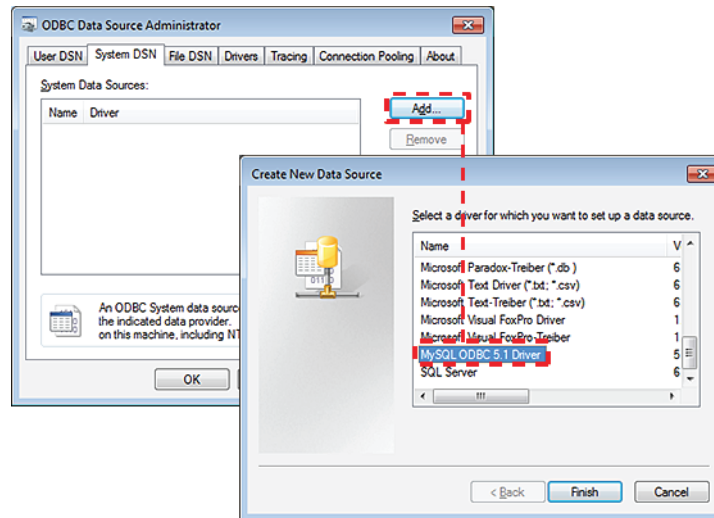 ODBC Data Source Administrator
User DSN System DSN File DSN Drivers Tracing Connection Pooling About
System Data Sources:
Name Driver
Add...
Remove
An ODBC System data source
the indicated data provider.
on this machine, including NT
OK
Create New Data Source
Select a driver for which you want to set up a data source.
Name V
Microsoft Paradox-Treiber (*.db ) 6
Microsoft Text Driver (*.txt; *.csv) 6
Microsoft Text-Treiber (*.txt; *.csv) 6
Microsoft Visual FoxPro Driver 1
Microsoft Visual FoxPro-Treiber 1
MySQL ODBC 5.1 Driver 5
SQL Server 6
< Back Finish Cancel